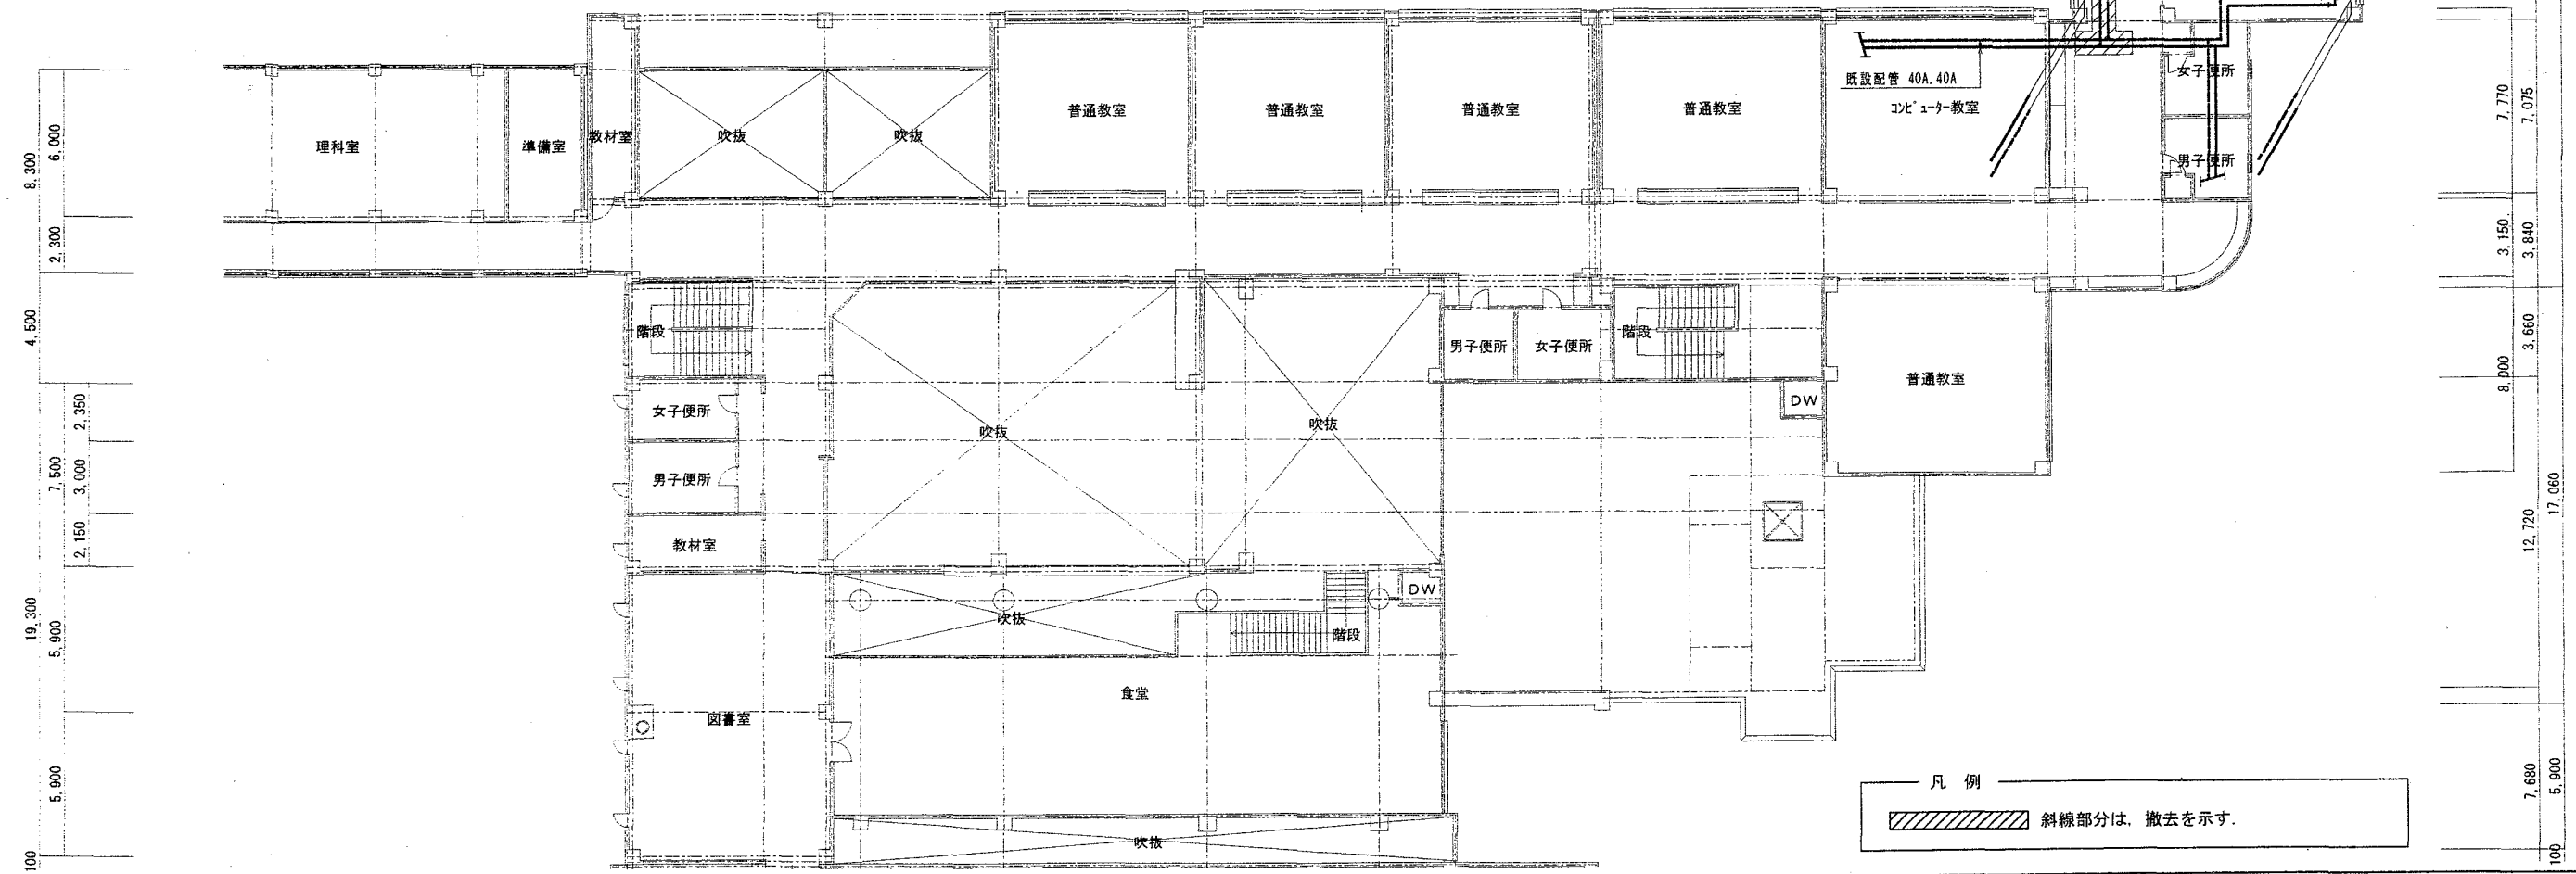 既設配管 40A.40A
コンピューター教室
女子便所
男子便所
普通教室
普通教室
普通教室
普通教室
理科室
準備室
教材室
吹抜
吹抜
8,300
6,000
2,300
4,500
7,770
7,075
3,150
3,840
階段
吹抜
吹抜
男子便所
女子便所
階段
普通教室
DW
女子便所
男子便所
教材室
2,350
3,000
2,150
7,500
19,300
5,900
5,900
100
3,660
8,000
12,720
17,060
7,680
5,900
100
吹抜
DW
階段
食堂
図書室
吹抜
凡 例
斜線部分は、撤去を示す.